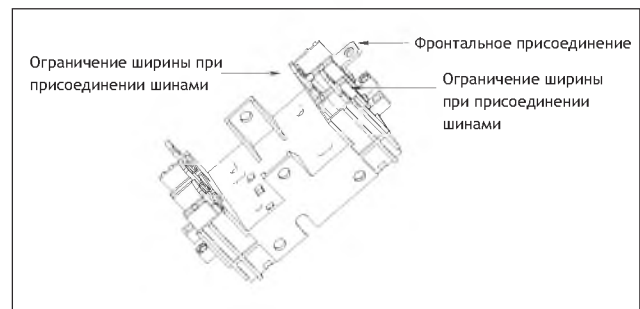 Ограничение ширины при
присоединении шинами
Фронтальное присоединение
Ограничение ширины
при присоединении
шинами